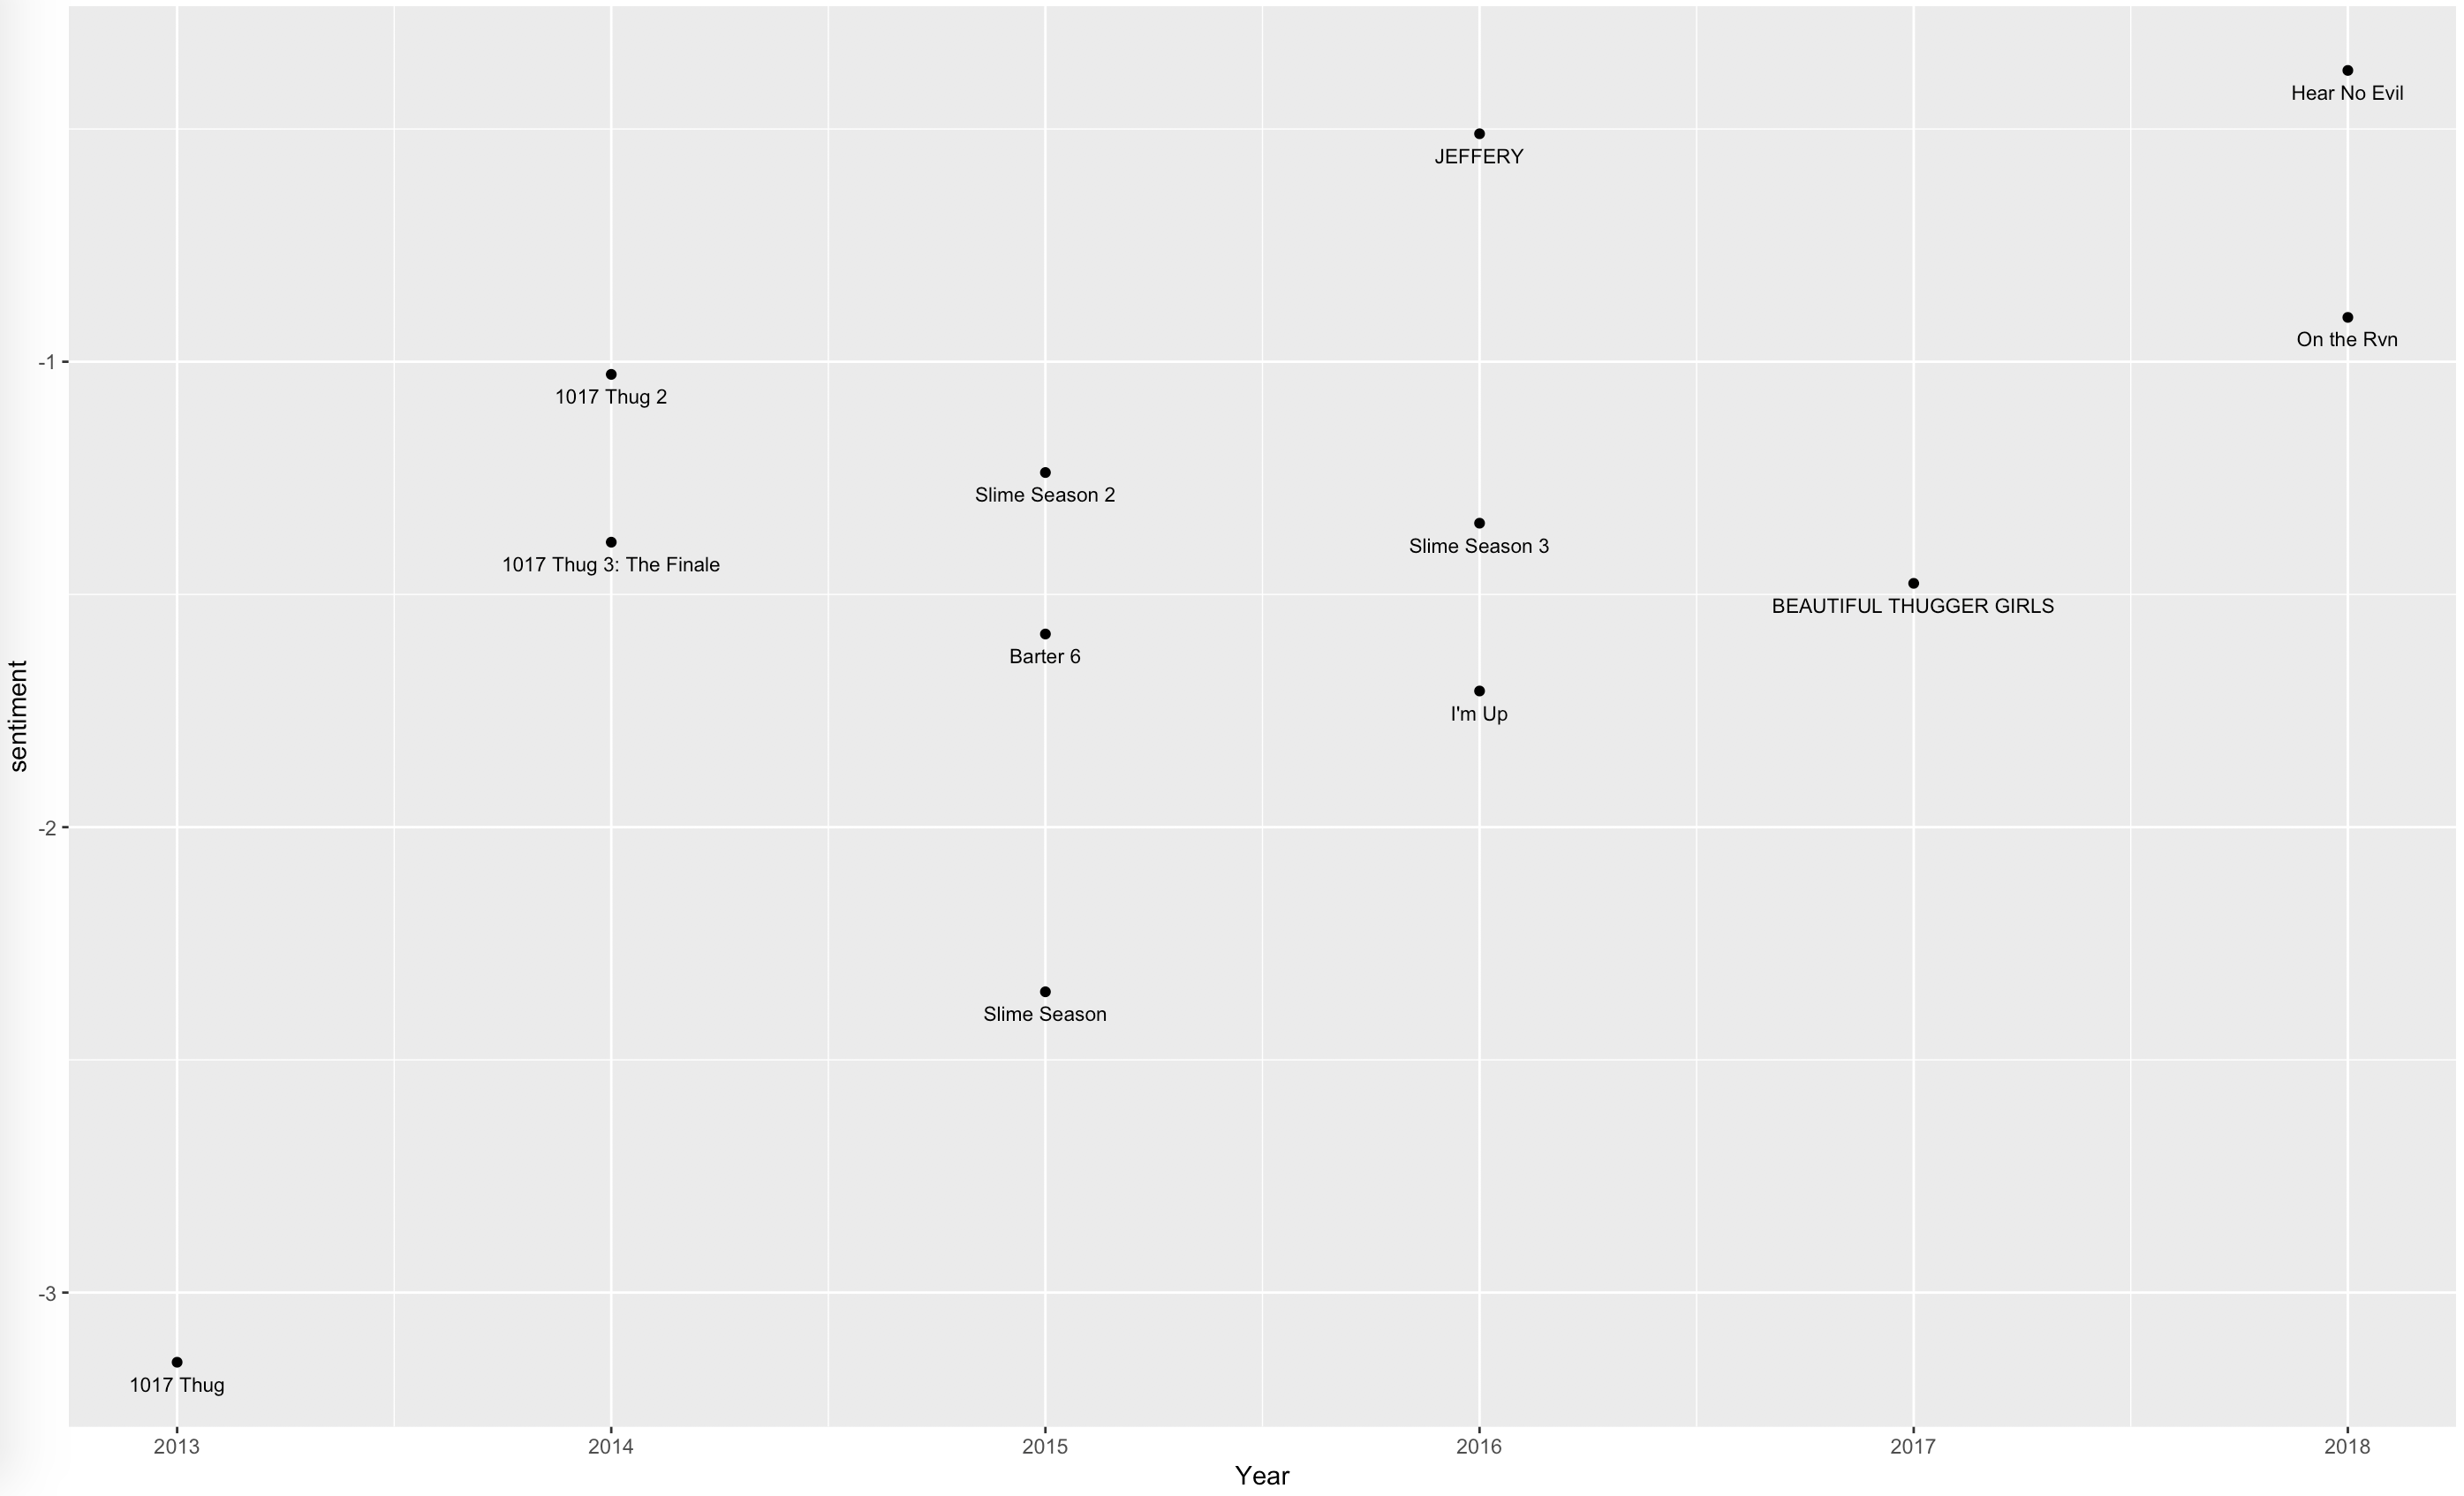 Hear No Evil
JEFFERY
On the Rvn
-1
1017 Thug 2
Slime Season 2
Slime Season 3
1017 Thug 3: The Finale
BEAUTIFUL THUGGER GIRLS
Barter 6
I'm Up
sentiment
-2
Slime Season
-3
1017 Thug
2013 2014 2015 2016 2017 2018
Year